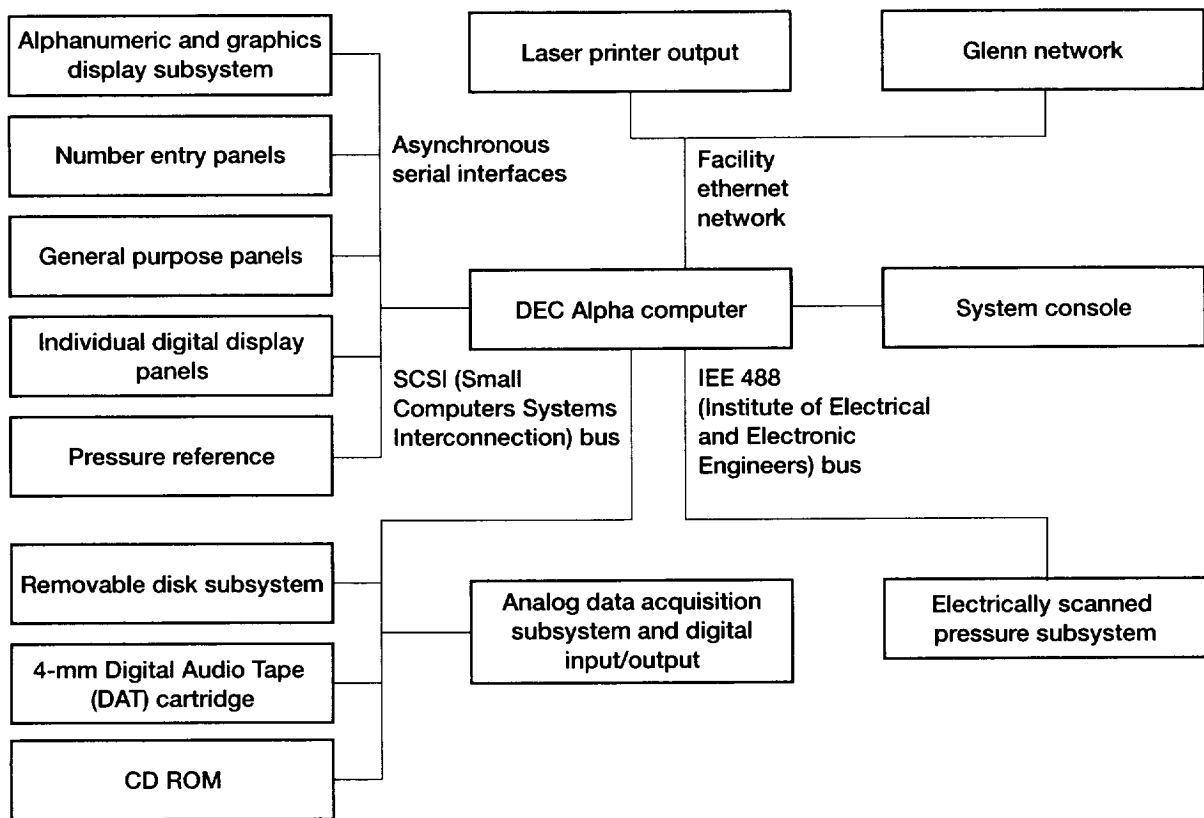 Alphanumeric and graphics
display subsystem
Laser printer output
Glenn network
Number entry panels
Asynchronous
serial interfaces
Facility
ethernet
network
General purpose panels
DEC Alpha computer
System console
Individual digital display
panels
SCSI (Small
Computers Systems
Interconnection) bus
IEE 488
(Institute of Electrical
and Electronic
Engineers) bus
Pressure reference
Removable disk subsystem
Analog data acquisition
subsystem and digital
input/output
Electrically scanned
pressure subsystem
4-mm Digital Audio Tape
(DAT) cartridge
CD ROM